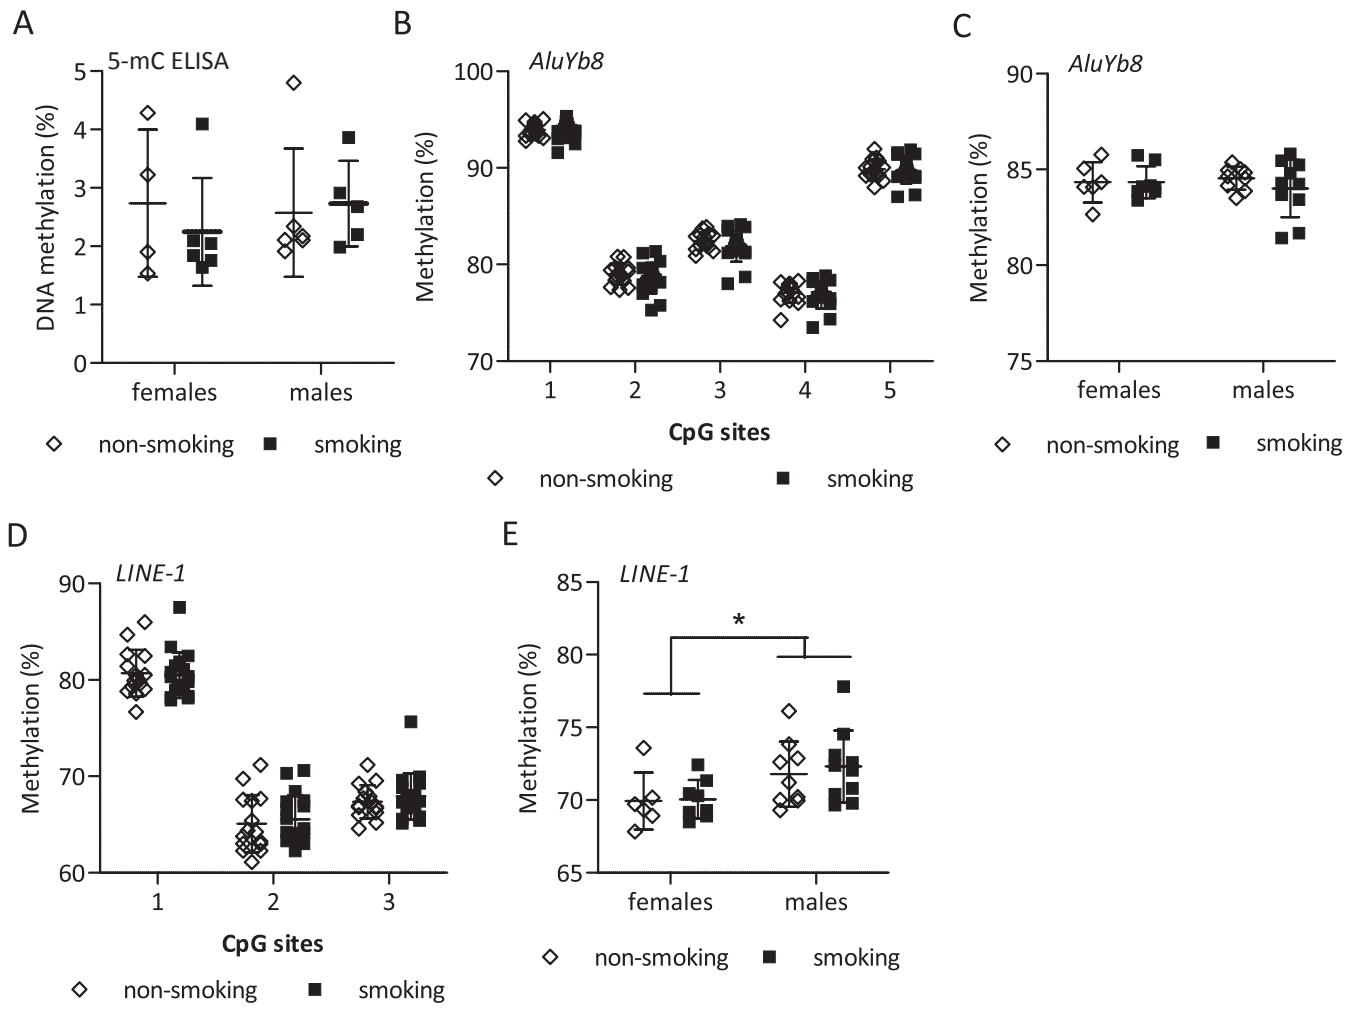 A
5-mC ELISA
DNA methylation (%)
5
4
3
2
1
0
females males
non-smoking smoking
B
AluYb8
Methylation (%)
100
90
80
70
1 2 3 4 5
CpG sites
non-smoking smoking
C
AluYb8
Methylation (%)
90
85
80
75
females males
non-smoking smoking
D
LINE-1
Methylation (%)
90
80
70
60
1 2 3
CpG sites
non-smoking smoking
E
LINE-1
Methylation (%)
85
80
75
70
65
*
females males
non-smoking smoking